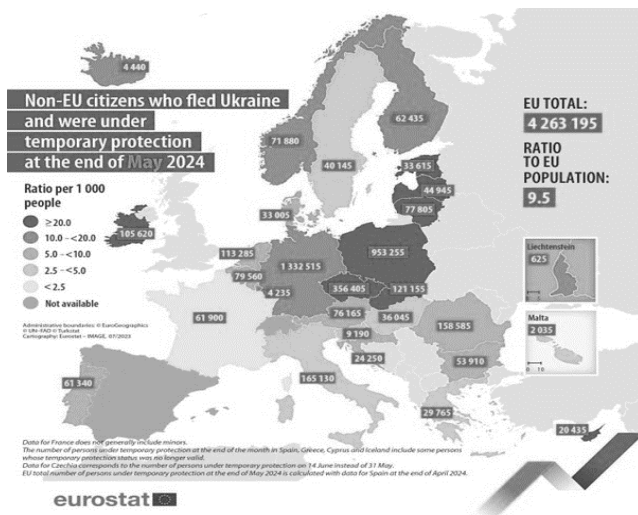 4 440
Non-EU citizens who fled Ukraine
and were under
temporary protection
at the end of May 2024
Ratio per 1 000
people
≥20.0
10.0 -<20.0
5.0 -<10.0
2.5 -<5.0
<2.5
Not available
Administrative boundaries: © EuroGeographics
© UN-FAO © Turkstat
Cartography: Eurostat - IMAGE, 07/2023
EU TOTAL:
4 263 195
RATIO
TO EU
POPULATION:
9.5
Liechtenstein
625
Malta
2 035
0 10
62 435
71 880
40 145
33 615
44 945
77 805
33 005
105 620
113 285
79 560
1 332 515
953 255
4 235
356 405
121 155
61 900
76 165
36 045
158 585
9 190
24 250
53 910
61 340
165 130
29 765
20 435
Data for France does not generally include minors.
The number of persons under temporary protection at the end of the month in Spain, Greece, Cyprus and Iceland include some persons
whose temporary protection status was no longer valid.
Data for Czechia corresponds to the number of persons under temporary protection on 14 June instead of 31 May.
EU total number of persons under temporary protection at the end of May 2024 is calculated with data for Spain at the end of April 2024.
eurostat